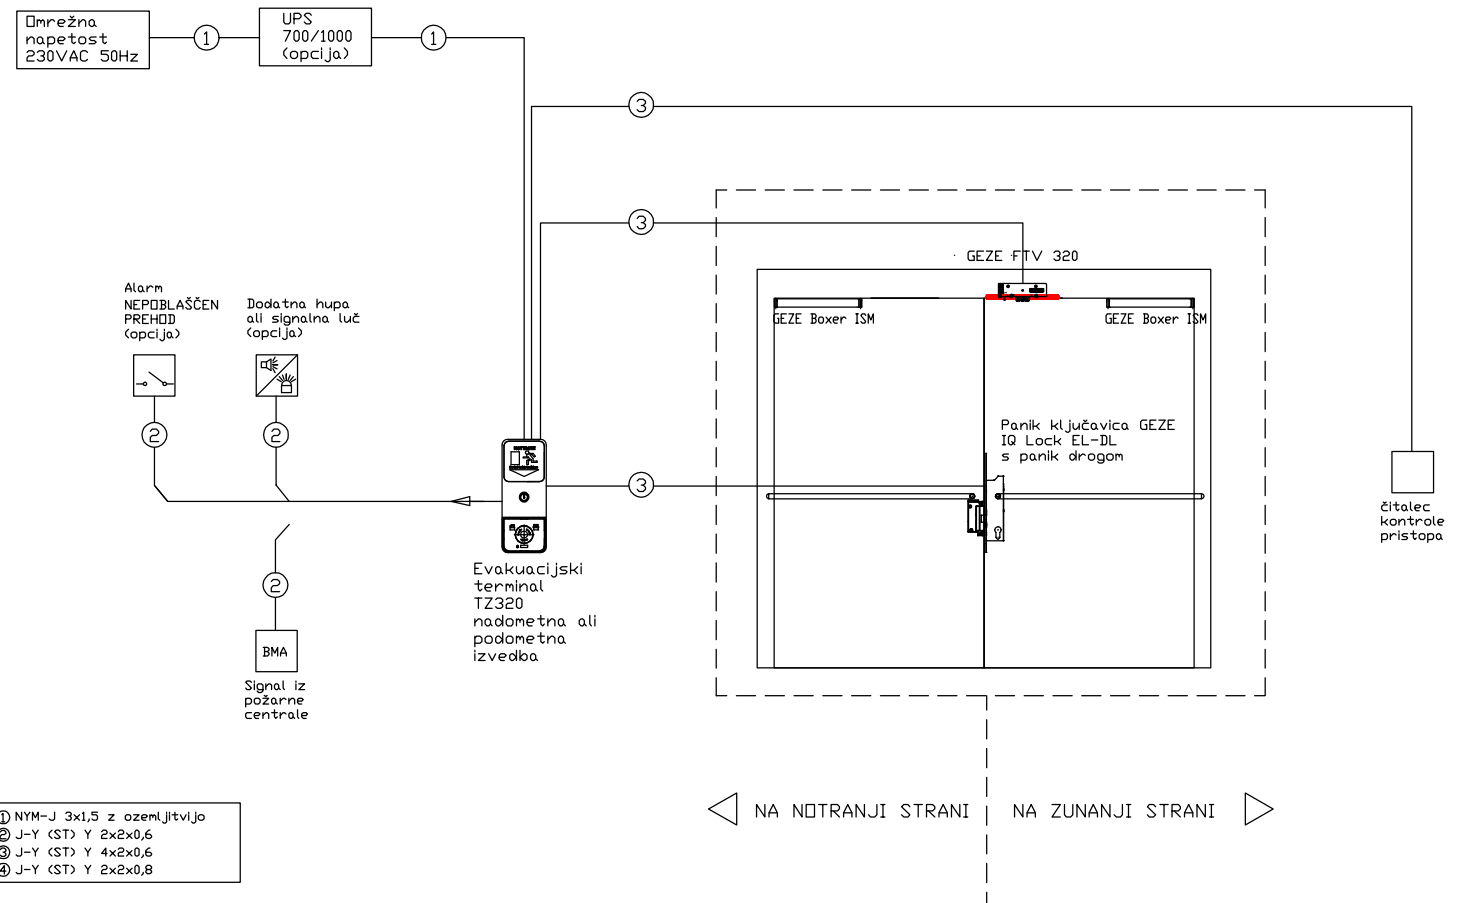 Omrežna
napetost
230VAC 50Hz
1
UPS
700/1000
(opcija)
1
3
3
GEZE FTV 320
GEZE Boxer ISM
GEZE Boxer ISM
Alarm
NEPOBLAŠČEN
PREHOD
(opcija)
Dodatna hupa
ali signalna luč
(opcija)
2
2
Panik ključavica GEZE
IQ Lock EL-DL
s panik drogom
3
čitalec
kontrole
pristopa
Evakuacijski
terminal
TZ320
nadometna ali
podometna
izvedba
2
BMA
Signal iz
požarne
centrale
NA NOTRANJI STRANI
NA ZUNANJI STRANI
1 NYM-J 3x1,5 z ozemljitvijo
2 J-Y (ST) Y 2x2x0,6
3 J-Y (ST) Y 4x2x0,6
4 J-Y (ST) Y 2x2x0,8